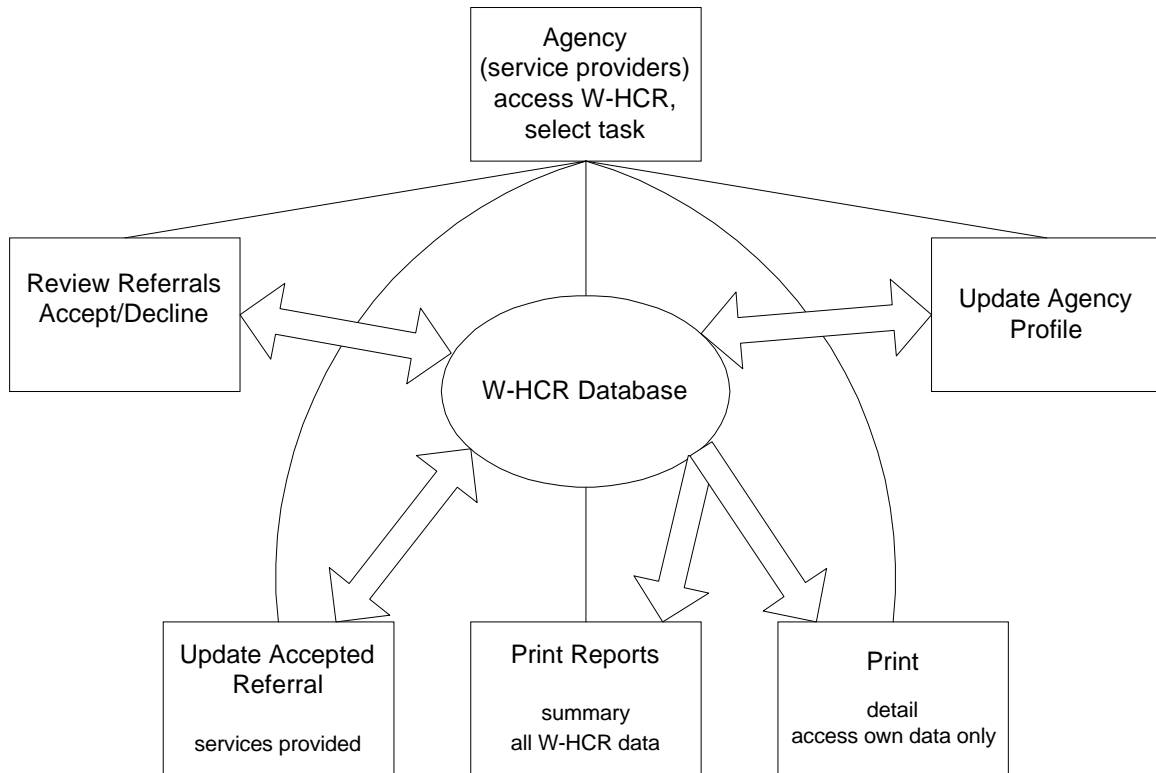 Agency
(service providers)
access W-HCR,
select task
Review Referrals
Accept/Decline
Update Agency
Profile
W-HCR Database
Update Accepted
Referral
services provided
Print Reports
summary
all W-HCR data
Print
detail
access own data only